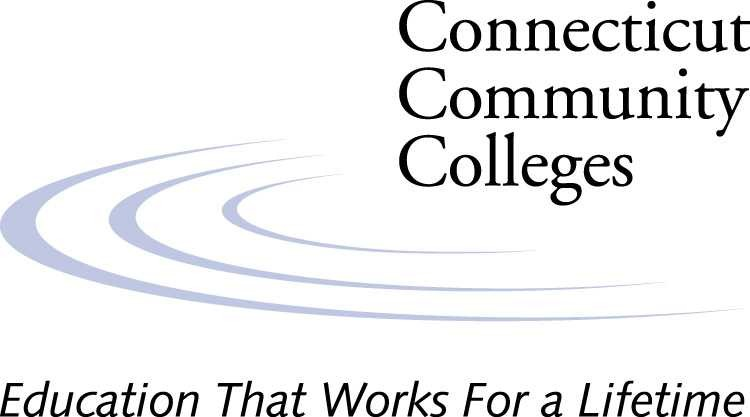 Connecticut
Community
Colleges
Education That Works For a Lifetime